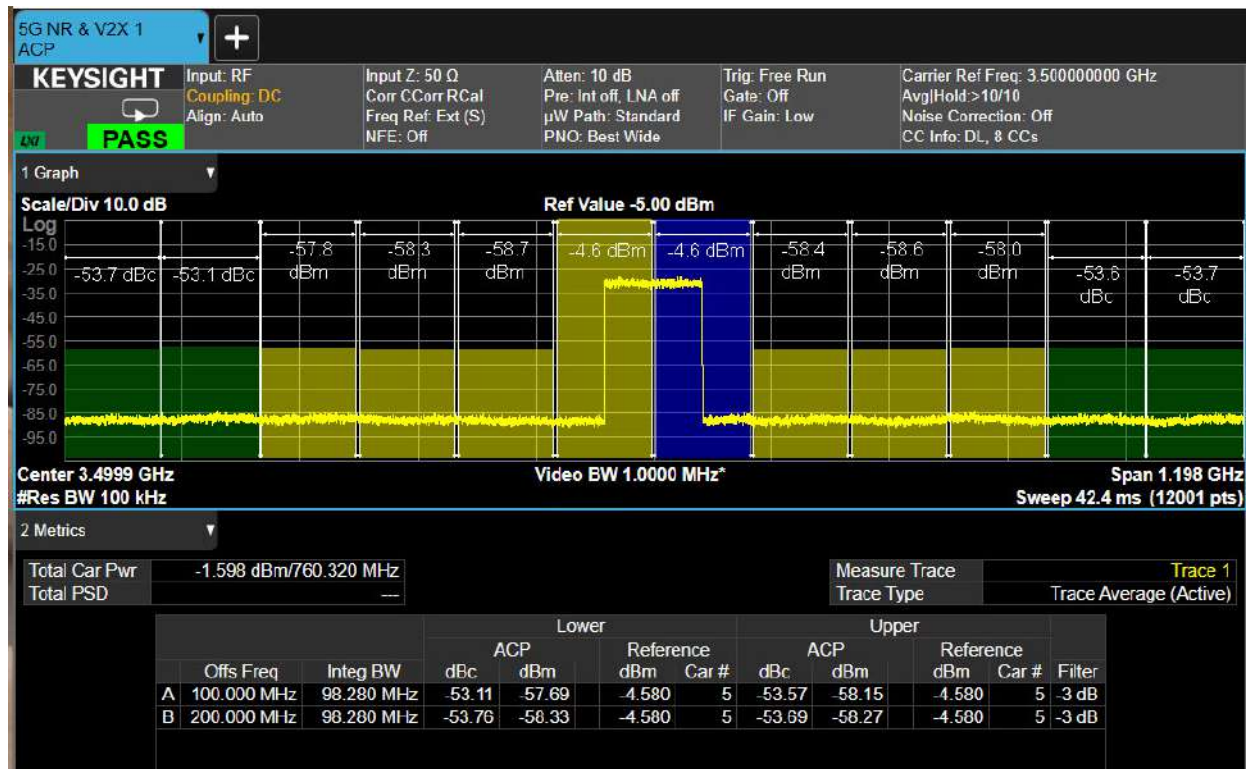 5G NR & V2X 1
ACP
KEYSIGHT
LXI
PASS
Input: RF
Coupling: DC
Align: Auto
Input Z: 50 Ω
Corr CCorr RCal
Freq Ref: Ext (S)
NFE: Off
Atten: 10 dB
Pre: Int off, LNA off
µW Path: Standard
PNO: Best Wide
Trig: Free Run
Gate: Off
IF Gain: Low
Carrier Ref Freq: 3.500000000 GHz
Avg|Hold:>10/10
Noise Correction: Off
CC Info: DL, 8 CCs
1 Graph
Scale/Div 10.0 dB
Ref Value -5.00 dBm
Log
-15.0
-25.0
-35.0
-45.0
-55.0
-65.0
-75.0
-85.0
-95.0
-53.7 dBc
-53.1 dBc
-57.8 dBm
-58.3 dBm
-58.7 dBm
-4.6 dBm
-4.6 dBm
-58.4 dBm
-58.6 dBm
-58.0 dBm
-53.6 dBc
-53.7 dBc
Center 3.4999 GHz
Video BW 1.0000 MHz*
Span 1.198 GHz
#Res BW 100 kHz
Sweep 42.4 ms (12001 pts)
2 Metrics
Total Car Pwr -1.598 dBm/760.320 MHz
Total PSD ---
Measure Trace Trace 1
Trace Type Trace Average (Active)
Lower Upper
ACP Reference ACP Reference
Offs Freq Integ BW dBc dBm dBm Car # dBc dBm dBm Car # Filter
A 100.000 MHz 98.280 MHz -53.11 -57.69 -4.580 5 -53.57 -58.15 -4.580 5 -3 dB
B 200.000 MHz 98.280 MHz -53.76 -58.33 -4.580 5 -53.69 -58.27 -4.580 5 -3 dB